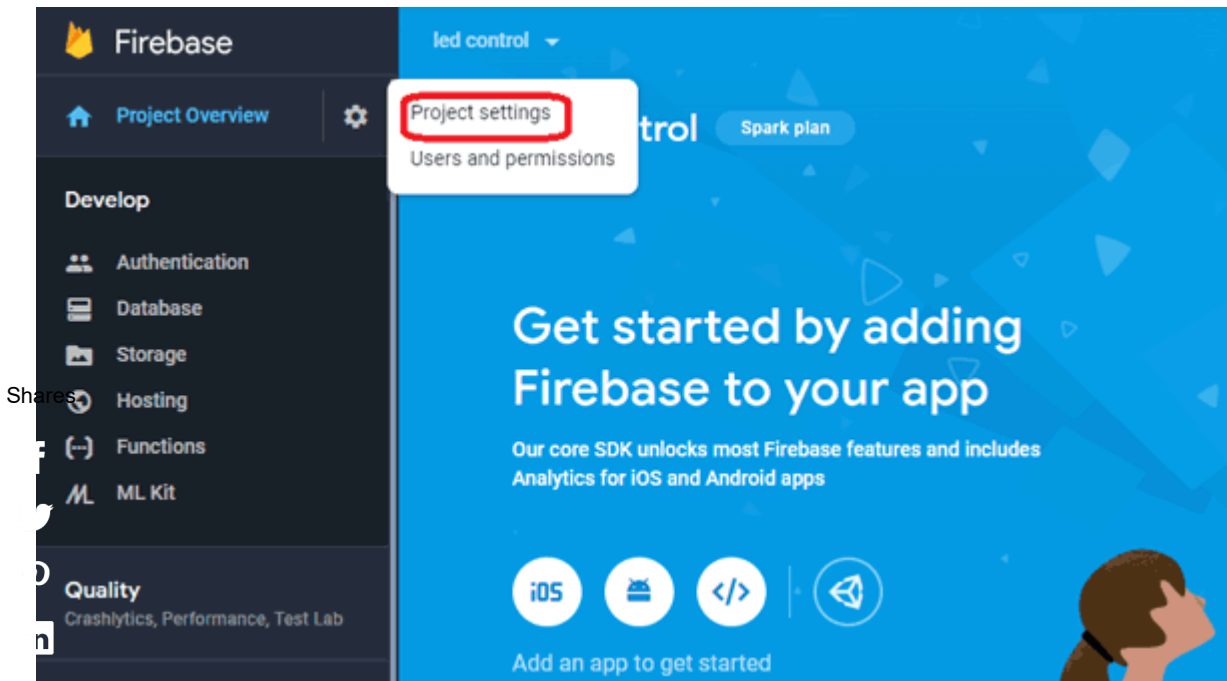 Firebase
led control
Project Overview
Project settings
Users and permissions
trol
Spark plan
Develop
Authentication
Database
Storage
Hosting
Functions
ML Kit
Quality
Crashlytics, Performance, Test Lab
Shares
Get started by adding
Firebase to your app
Our core SDK unlocks most Firebase features and includes
Analytics for iOS and Android apps
iOS
</>
Add an app to get started